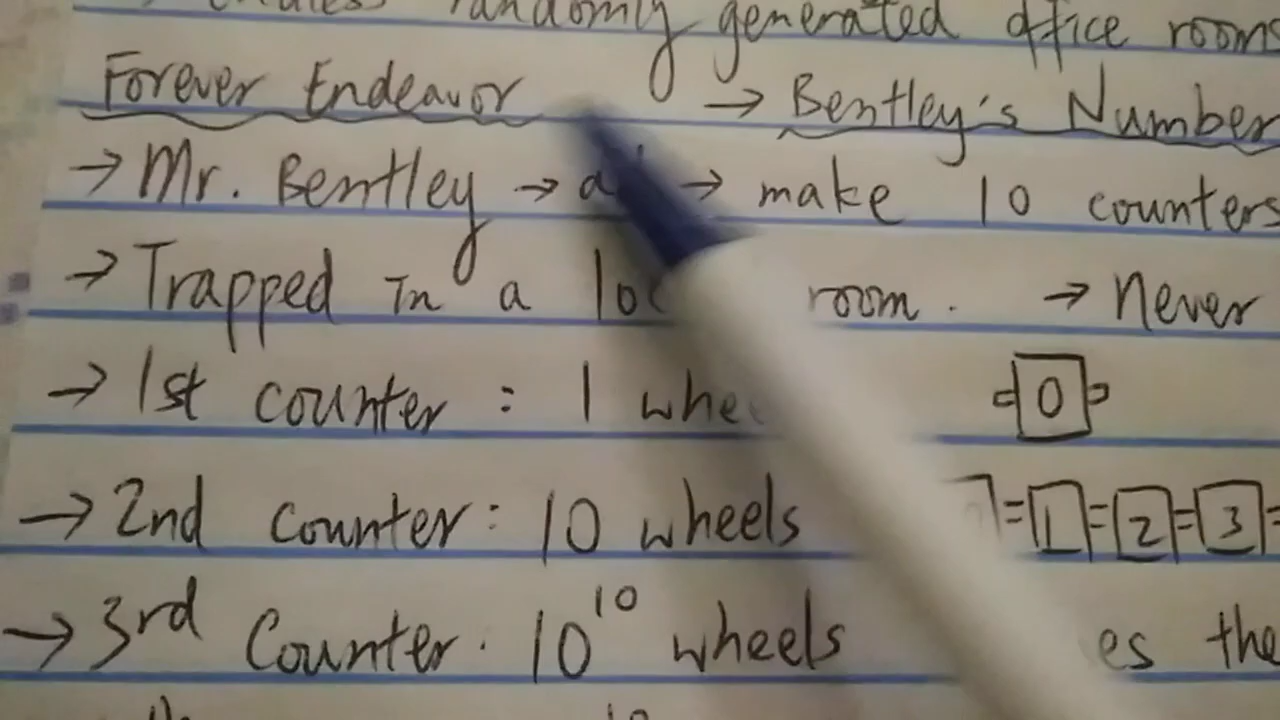 randomly generated office rooms
Forever Endeavor → Bentley's Number
→ Mr. Bentley → → make 10 counters
→ Trapped in a room. → never
→ 1st counter : 1 0
→ 2nd counter: 10 wheels =1=2=3=
→ 3rd Counter. 10^10 wheels the
10